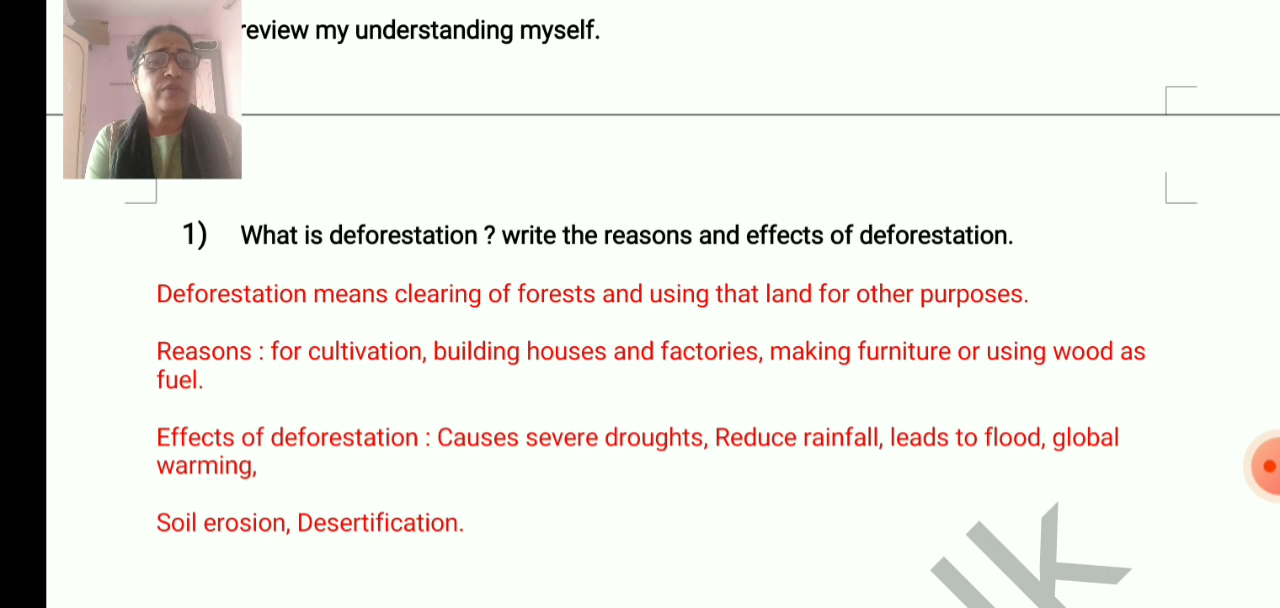 review my understanding myself.
1) What is deforestation ? write the reasons and effects of deforestation.
Deforestation means clearing of forests and using that land for other purposes.
Reasons : for cultivation, building houses and factories, making furniture or using wood as
fuel.
Effects of deforestation : Causes severe droughts, Reduce rainfall, leads to flood, global
warming,
Soil erosion, Desertification.